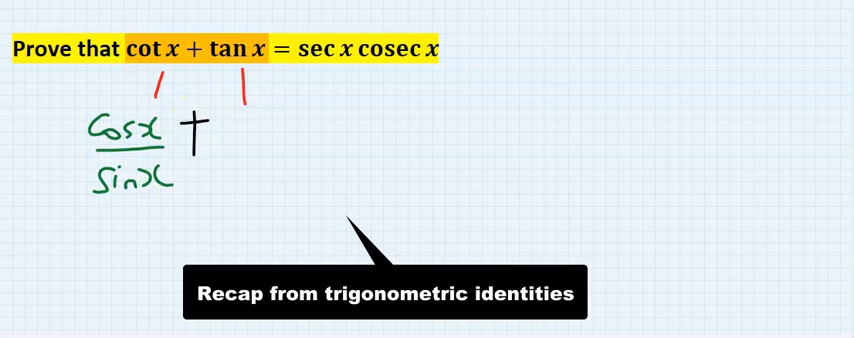 Prove that cot x + tan x = sec x cosec x
cosx +
sinx
Recap from trigonometric identities